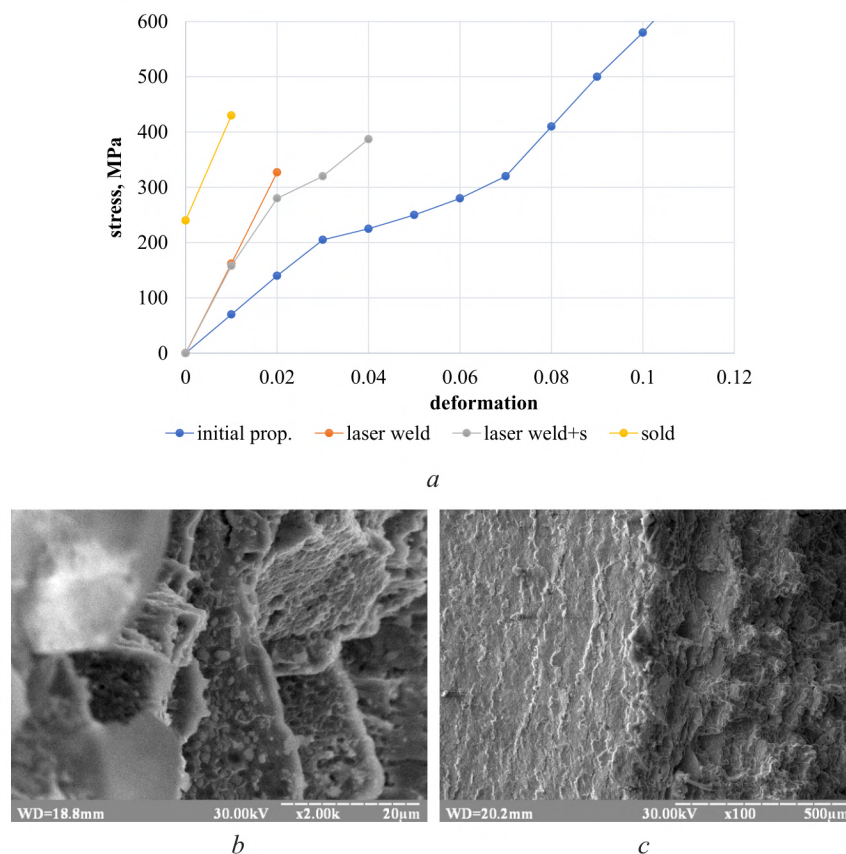 600
500
400
300
200
100
0
stress, MPa
0 0.02 0.04 0.06 0.08 0.1 0.12
deformation
initial prop. laser weld laser weld+s sold
a
WD=18.8mm 30.00kV x2.00k 20µm
WD=20.2mm 30.00kV x100 500µm
b c